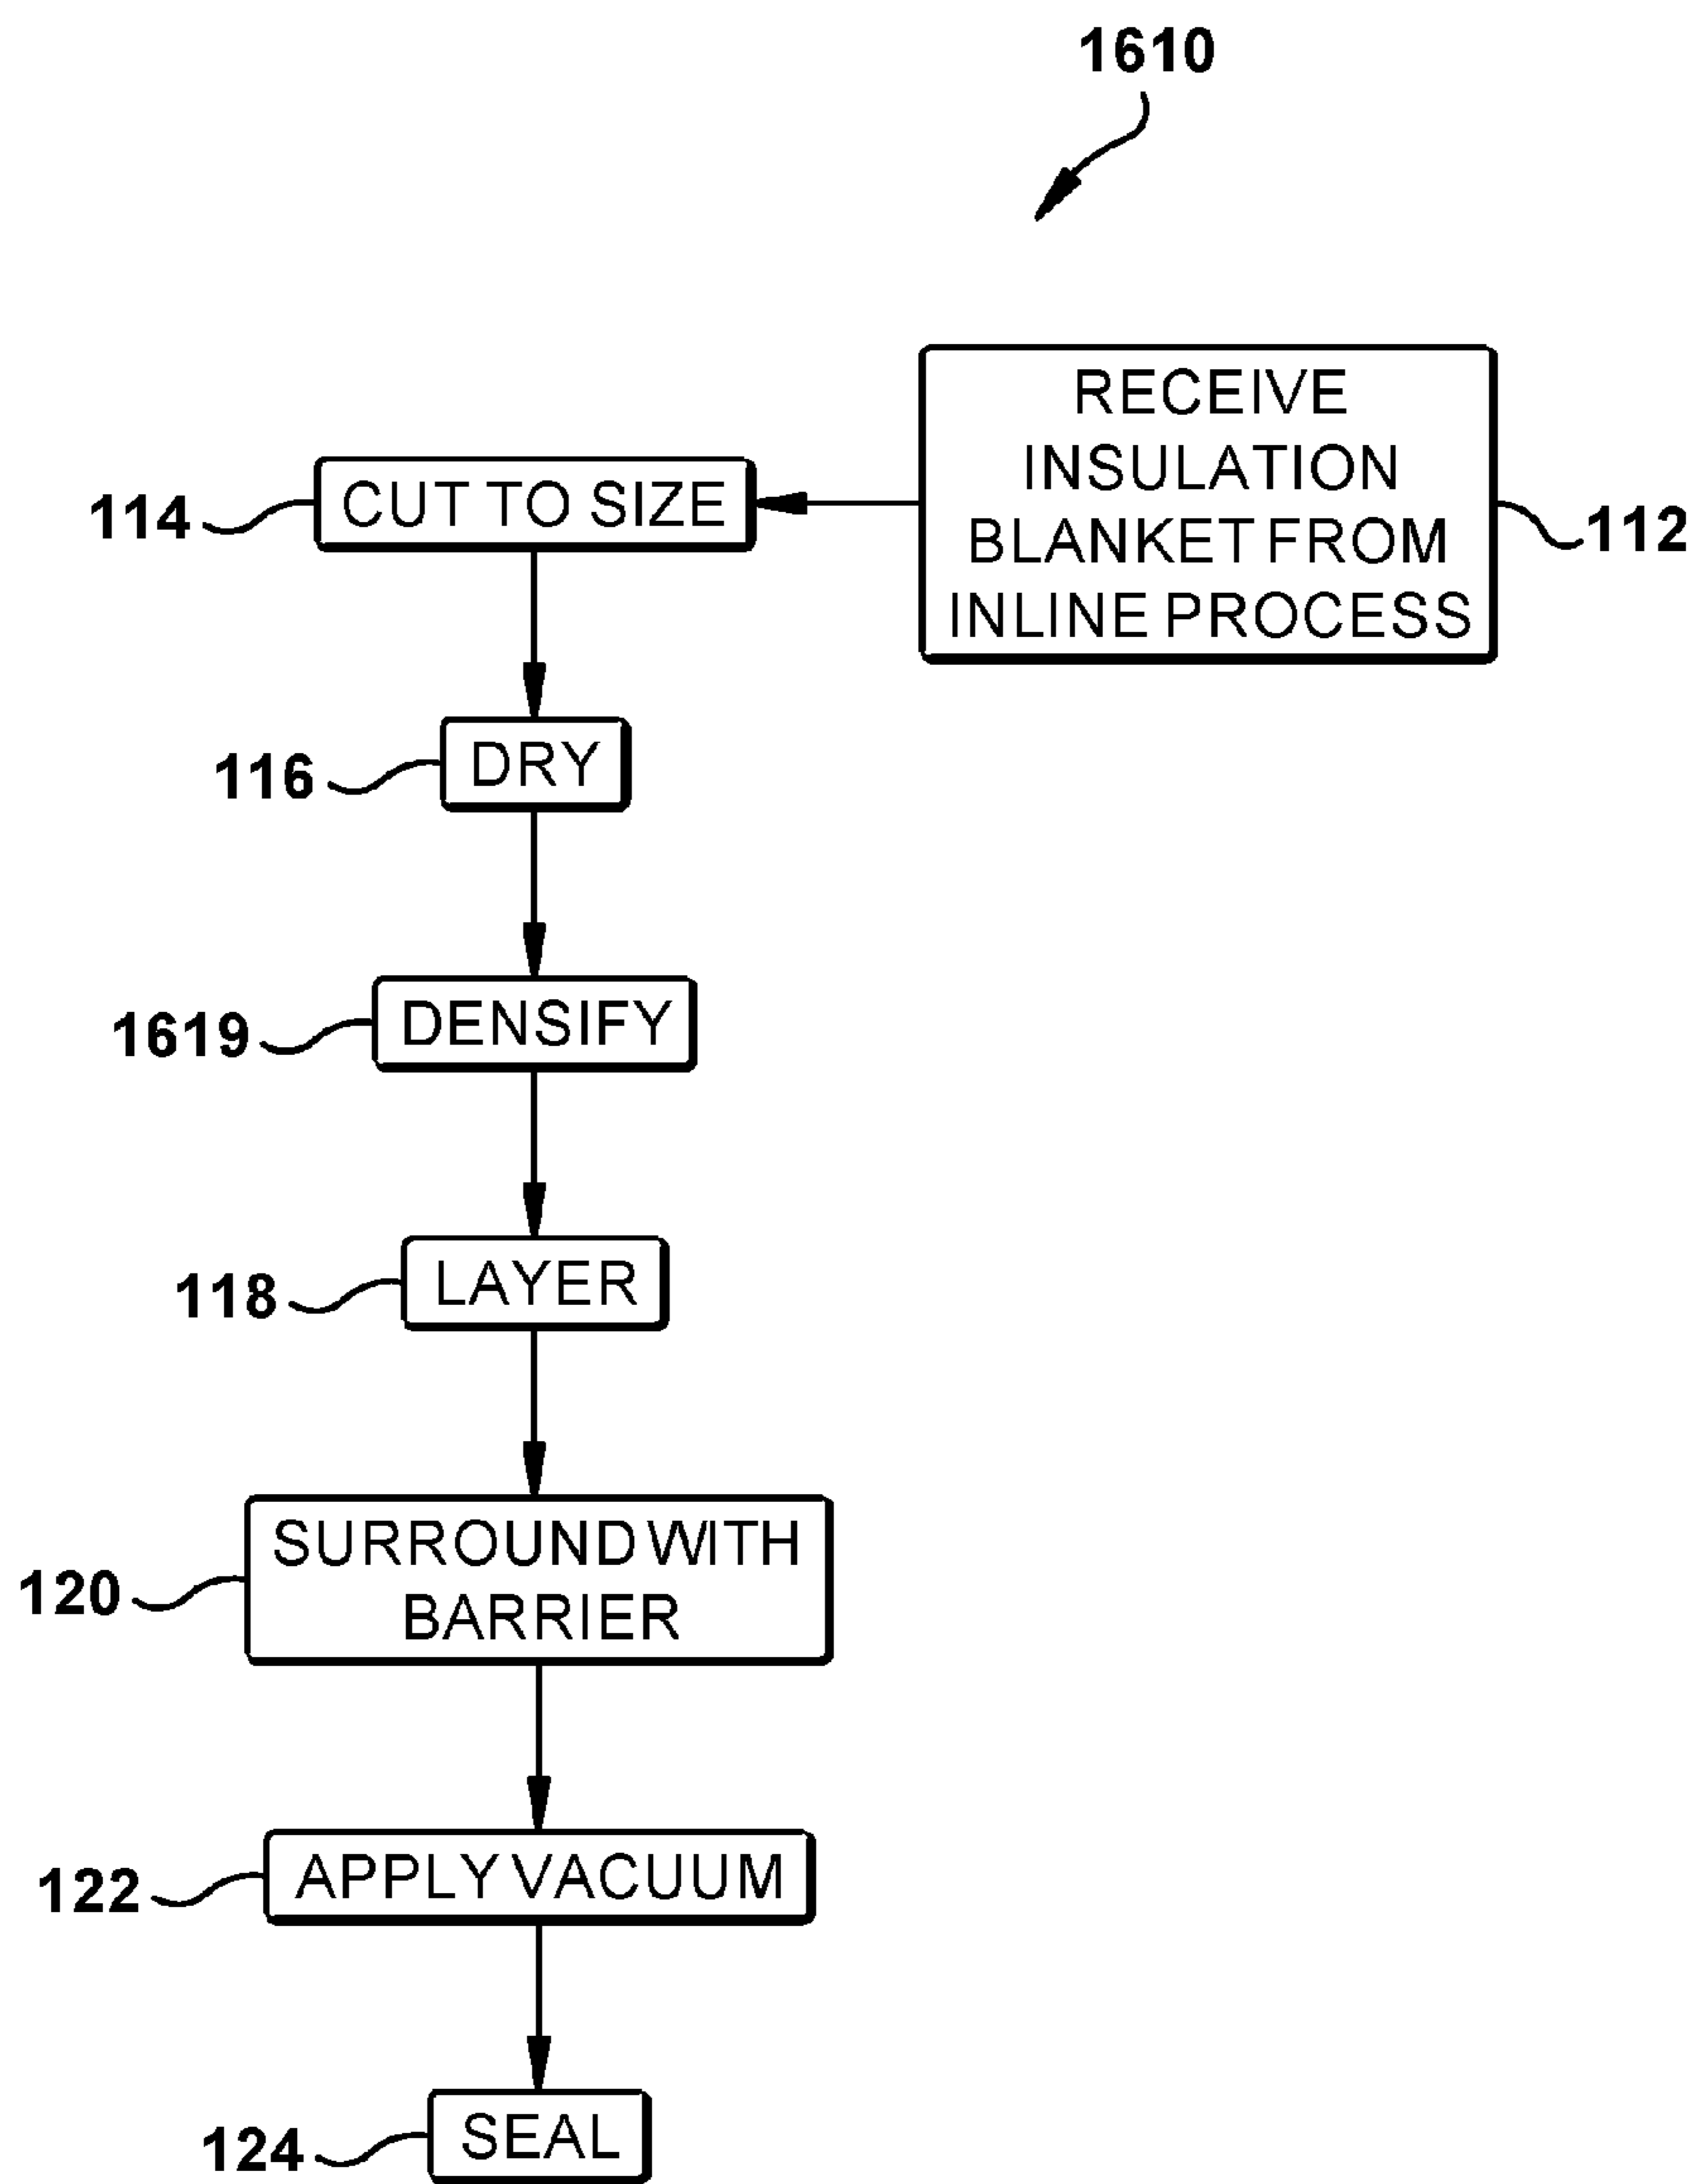 1610
RECEIVE
INSULATION
BLANKET FROM
INLINE PROCESS
112
114
CUT TO SIZE
116
DRY
1619
DENSIFY
118
LAYER
120
SURROUND WITH
BARRIER
122
APPLY VACUUM
124
SEAL